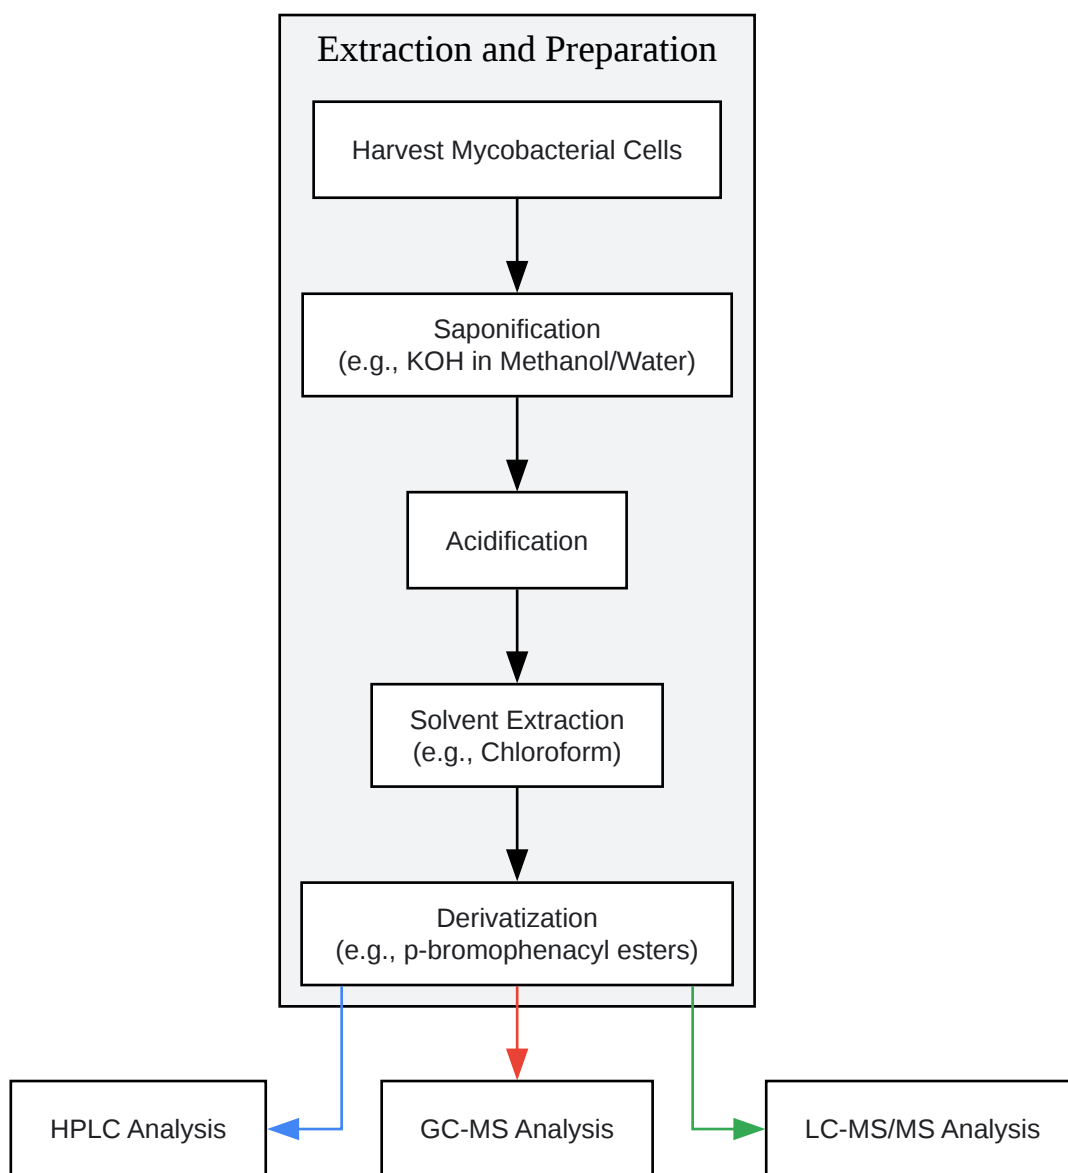 Extraction and Preparation
Harvest Mycobacterial Cells
Saponification
(e.g., KOH in Methanol/Water)
Acidification
Solvent Extraction
(e.g., Chloroform)
Derivatization
(e.g., p-bromophenacyl esters)
HPLC Analysis
GC-MS Analysis
LC-MS/MS Analysis